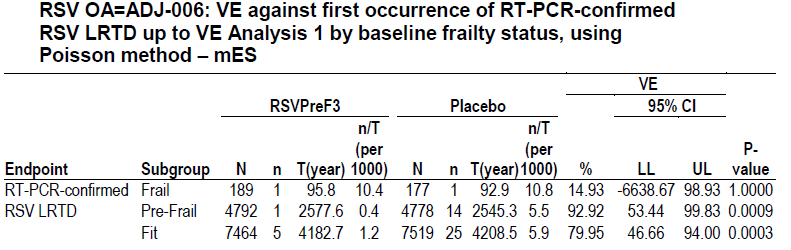 RSV OA=ADJ-006: VE against first occurrence of RT-PCR-confirmed
RSV LRTD up to VE Analysis 1 by baseline frailty status, using
Poisson method – mES
VE
RSVPreF3 Placebo 95% CI
n/T n/T
(per (per P-
Endpoint Subgroup N n T(year) 1000) N n T(year) 1000) % LL UL value
RT-PCR-confirmed Frail 189 1 95.8 10.4 177 1 92.9 10.8 14.93 -6638.67 98.93 1.0000
RSV LRTD Pre-Frail 4792 1 2577.6 0.4 4778 14 2545.3 5.5 92.92 53.44 99.83 0.0009
Fit 7464 5 4182.7 1.2 7519 25 4208.5 5.9 79.95 46.66 94.00 0.0003